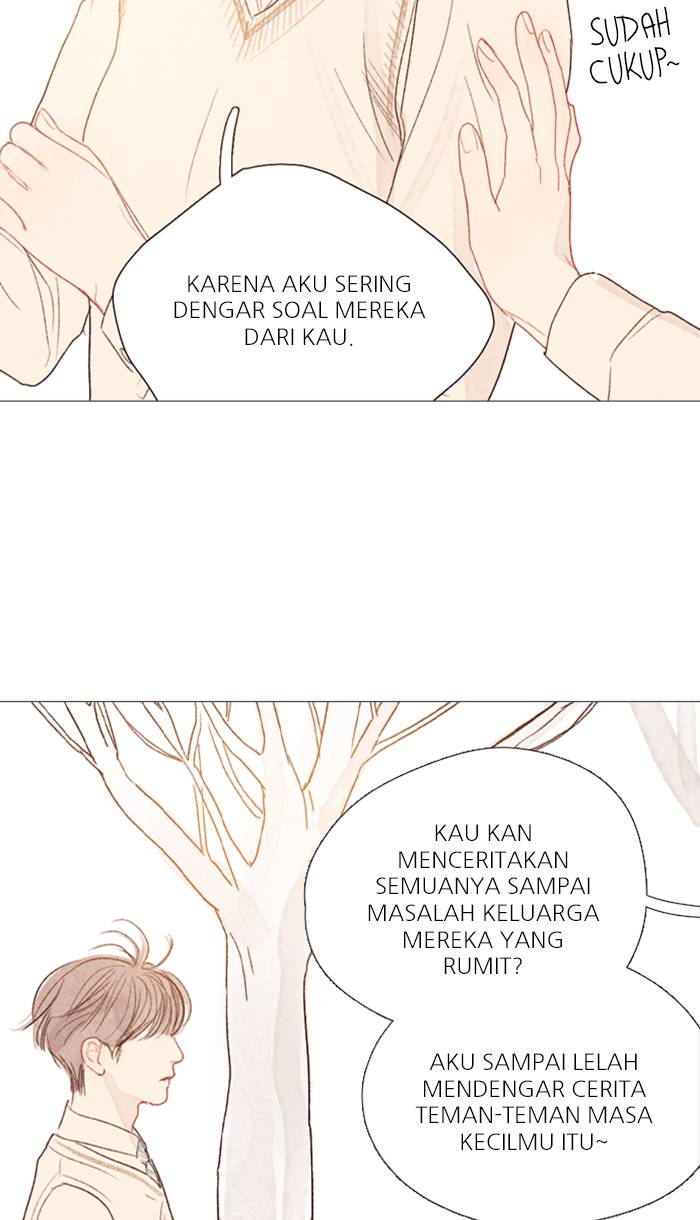 SUDAH
CUKUP~
KARENA AKU SERING
DENGAR SOAL MEREKA
DARI KAU.
KAU KAN
MENCERITAKAN
SEMUANYA SAMPAI
MASALAH KELUARGA
MEREKA YANG
RUMIT?
AKU SAMPAI LELAH
MENDENGAR CERITA
TEMAN-TEMAN MASA
KECILMU ITU~